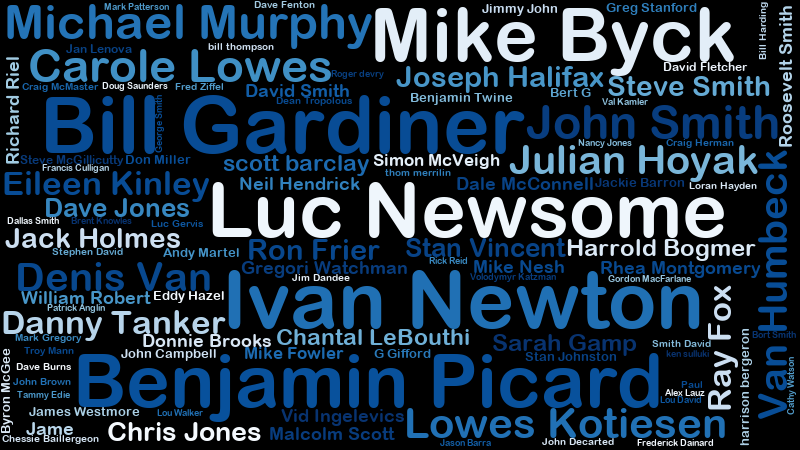 Michael Murphy
Mark Patterson
Dave Fenton
Jimmy John
Greg Stanford
Bill Harding
Roosevelt Smith
Mike Byck
Jan Lenova
bill thompson
Carole Lowes
Roger devry
Joseph Halifax
David Fletcher
Steve Smith
Richard Riel
Craig McMaster
Doug Saunders
Fred Ziffel
David Smith
Dean Tropolous
Benjamin Twine
Bert G
Val Kamler
George Smith
Bill Gardiner
John Smith
Nancy Jones
Craig Herman
Steve McGillicutty
Don Miller
Francis Culligan
scott barclay
Simon McVeigh
thom merrilin
Julian Hoyak
Eileen Kinley
Neil Hendrick
Dale McConnell
Jackie Barron
Loran Hayden
Van Humbeck
Dave Jones
Luc Newsome
Dallas Smith
Brent Knowles
Luc Gervis
Jack Holmes
Stephen David
Andy Martel
Ron Frier
Stan Vincent
Harrold Bogmer
Rick Reid
Denis Van
Gregori Watchman
Jim Dandee
Mike Nesh
Volodymyr Katzman
Rhea Montgomery
Gordon MacFarlane
William Robert
Eddy Hazel
Patrick Anglin
Ivan Newton
Ray Fox
Danny Tanker
Donnie Brooks
Chantal LeBouthi
Sarah Gamp
Smith David
Bort Smith
Mark Gregory
Troy Mann
John Campbell
Mike Fowler
G Gifford
Stan Johnston
ken sulluki
harrison bergeron
Cathy Watson
Byron McGee
Dave Burns
John Brown
Tammy Edie
Benjamin Picard
Paul
Alex Lauz
Lou David
James Westmore
Lou Walker
Vid Ingelevics
Lowes Kotiesen
Jame
Chessie Baillergeon
Chris Jones
Malcolm Scott
Jason Barra
John Decarted
Frederick Dainard